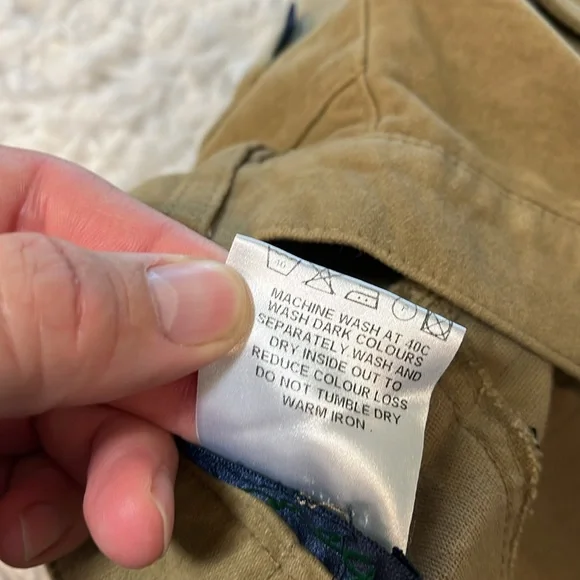 40
MACHINE WASH AT 40C
WASH DARK COLOURS
SEPARATELY. WASH AND
DRY INSIDE OUT TO
REDUCE COLOUR LOSS
DO NOT TUMBLE DRY
WARM IRON